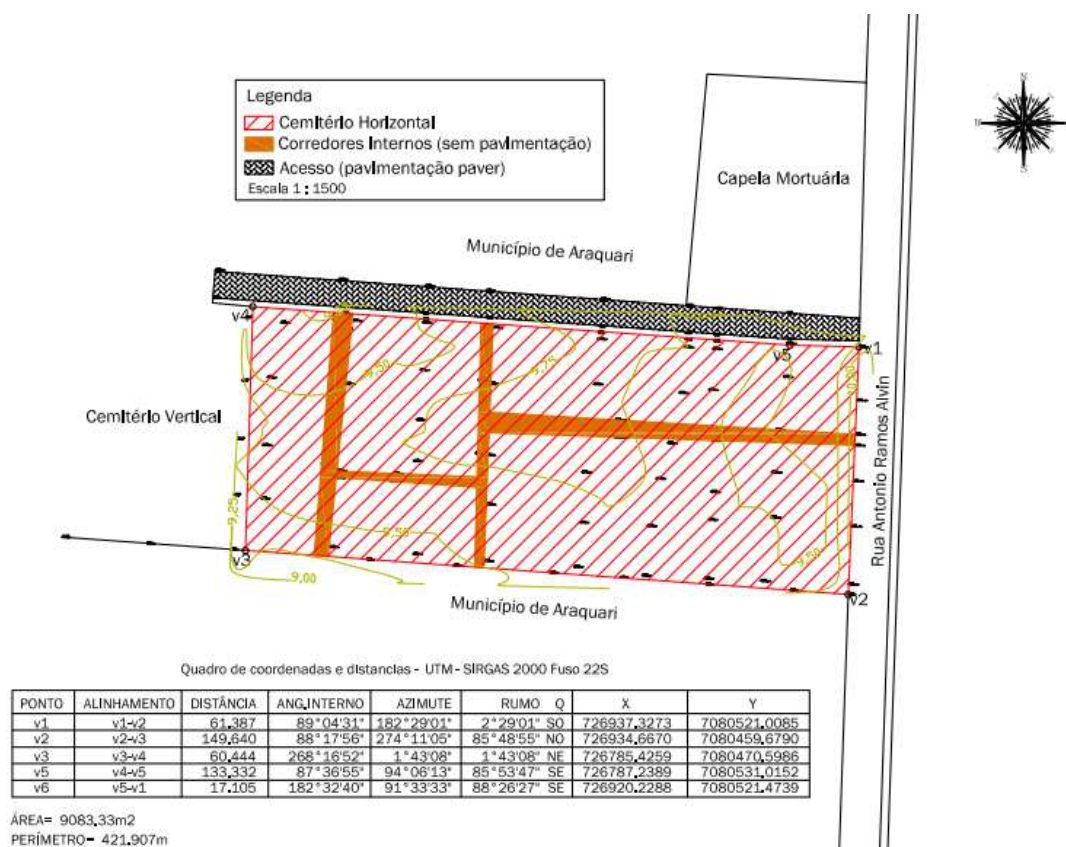 Legenda
Cemitério Horizontal
Corredores Internos (sem pavimentação)
Acesso (pavimentação paver)
Escala 1 : 1500
N
S
Capela Mortuária
Município de Araquari
v4
v5
v1
9,50
9,75
10,00
Cemitério Vertical
Rua Antonio Ramos Alvin
9,25
9,50
9,50
v3
9,00
v2
Município de Araquari
Quadro de coordenadas e distancias - UTM - SIRGAS 2000 Fuso 22S
PONTO ALINHAMENTO DISTÂNCIA ANG.INTERNO AZIMUTE RUMO Q X Y
v1 v1-v2 61.387 89°04'31" 182°29'01" 2°29'01" SO 726937.3273 7080521.0085
v2 v2-v3 149.640 88°17'56" 274°11'05" 85°48'55" NO 726934.6670 7080459.6790
v3 v3-v4 60.444 268°16'52" 1°43'08" 1°43'08" NE 726785.4259 7080470.5986
v5 v4-v5 133.332 87°36'55" 94°06'13" 85°53'47" SE 726787.2389 7080531.0152
v6 v5-v1 17.105 182°32'40" 91°33'33" 88°26'27" SE 726920.2288 7080521.4739
ÁREA= 9083.33m2
PERÍMETRO= 421.907m